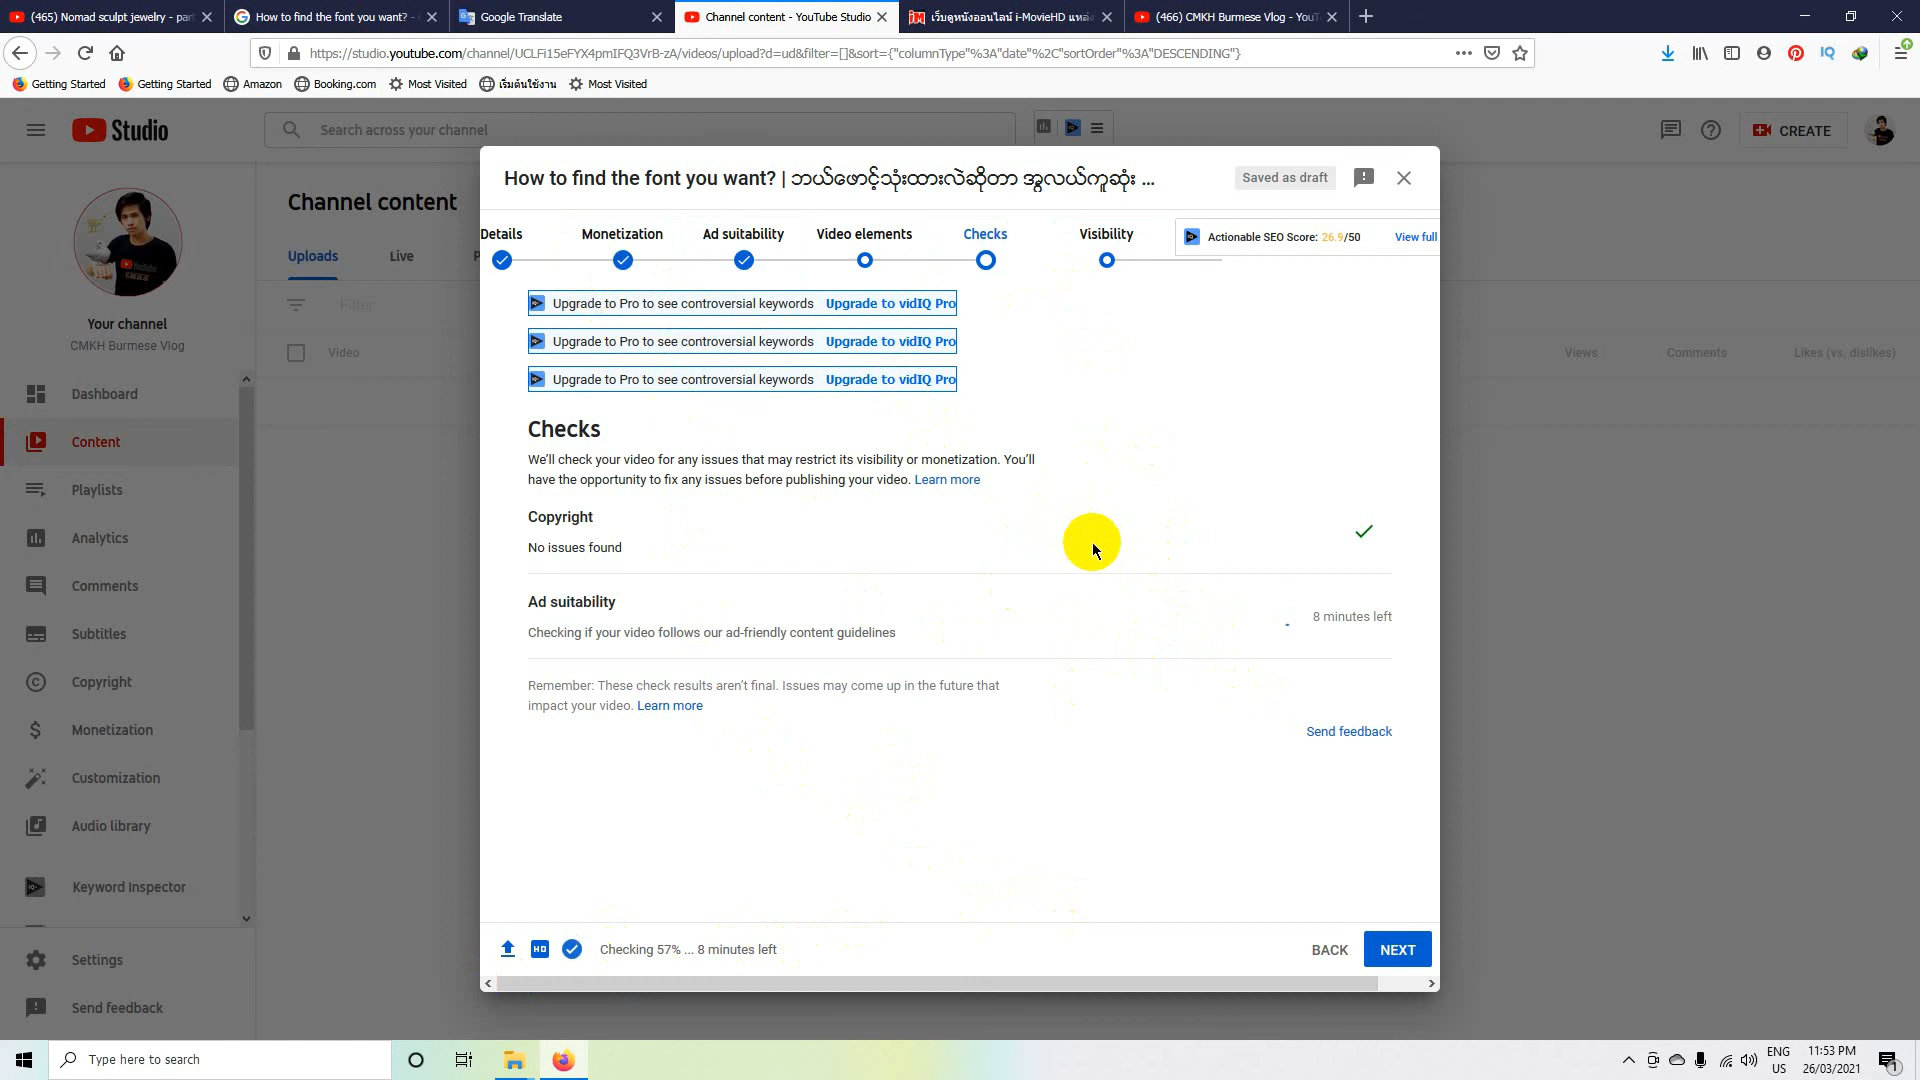 (465) Nomad sculpt jewelry - par
How to find the font you want? -
Google Translate
Channel content - YouTube Studio
เว็บดูหนังออนไลน์ i-MovieHD แหล่ง
(466) CMKH Burmese Vlog - YouT
https://studio.youtube.com/channel/UCLFi15eFYX4pmIFQ3VrB-zA/videos/upload?d=ud&filter=[]&sort={"columnType"%3A"date"%2C"sortOrder"%3A"DESCENDING"}
Getting Started
Getting Started
Amazon
Booking.com
Most Visited
เริ่มต้นใช้งาน
Most Visited
Studio
Search across your channel
CREATE
How to find the font you want? | ဘယ်ဖောင့်သုံးထားလဲဆိုတာ အွလယ်ကူဆုံး ...
Saved as draft
Channel content
Details
Monetization
Ad suitability
Video elements
Checks
Visibility
Actionable SEO Score: 26.9/50
View full
Uploads
Live
P
Upgrade to Pro to see controversial keywords Upgrade to vidIQ Pro
Upgrade to Pro to see controversial keywords Upgrade to vidIQ Pro
Upgrade to Pro to see controversial keywords Upgrade to vidIQ Pro
Filter
Your channel
CMKH Burmese Vlog
Video
Views
Comments
Likes (vs. dislikes)
Dashboard
Content
Playlists
Analytics
Comments
Subtitles
Copyright
Monetization
Customization
Audio library
Keyword Inspector
Settings
Send feedback
Checks
We'll check your video for any issues that may restrict its visibility or monetization. You'll
have the opportunity to fix any issues before publishing your video. Learn more
Copyright
No issues found
Ad suitability
Checking if your video follows our ad-friendly content guidelines
8 minutes left
Remember: These check results aren't final. Issues may come up in the future that
impact your video. Learn more
Send feedback
HD
Checking 57% ... 8 minutes left
BACK
NEXT
Type here to search
ENG
US
11:53 PM
26/03/2021
1